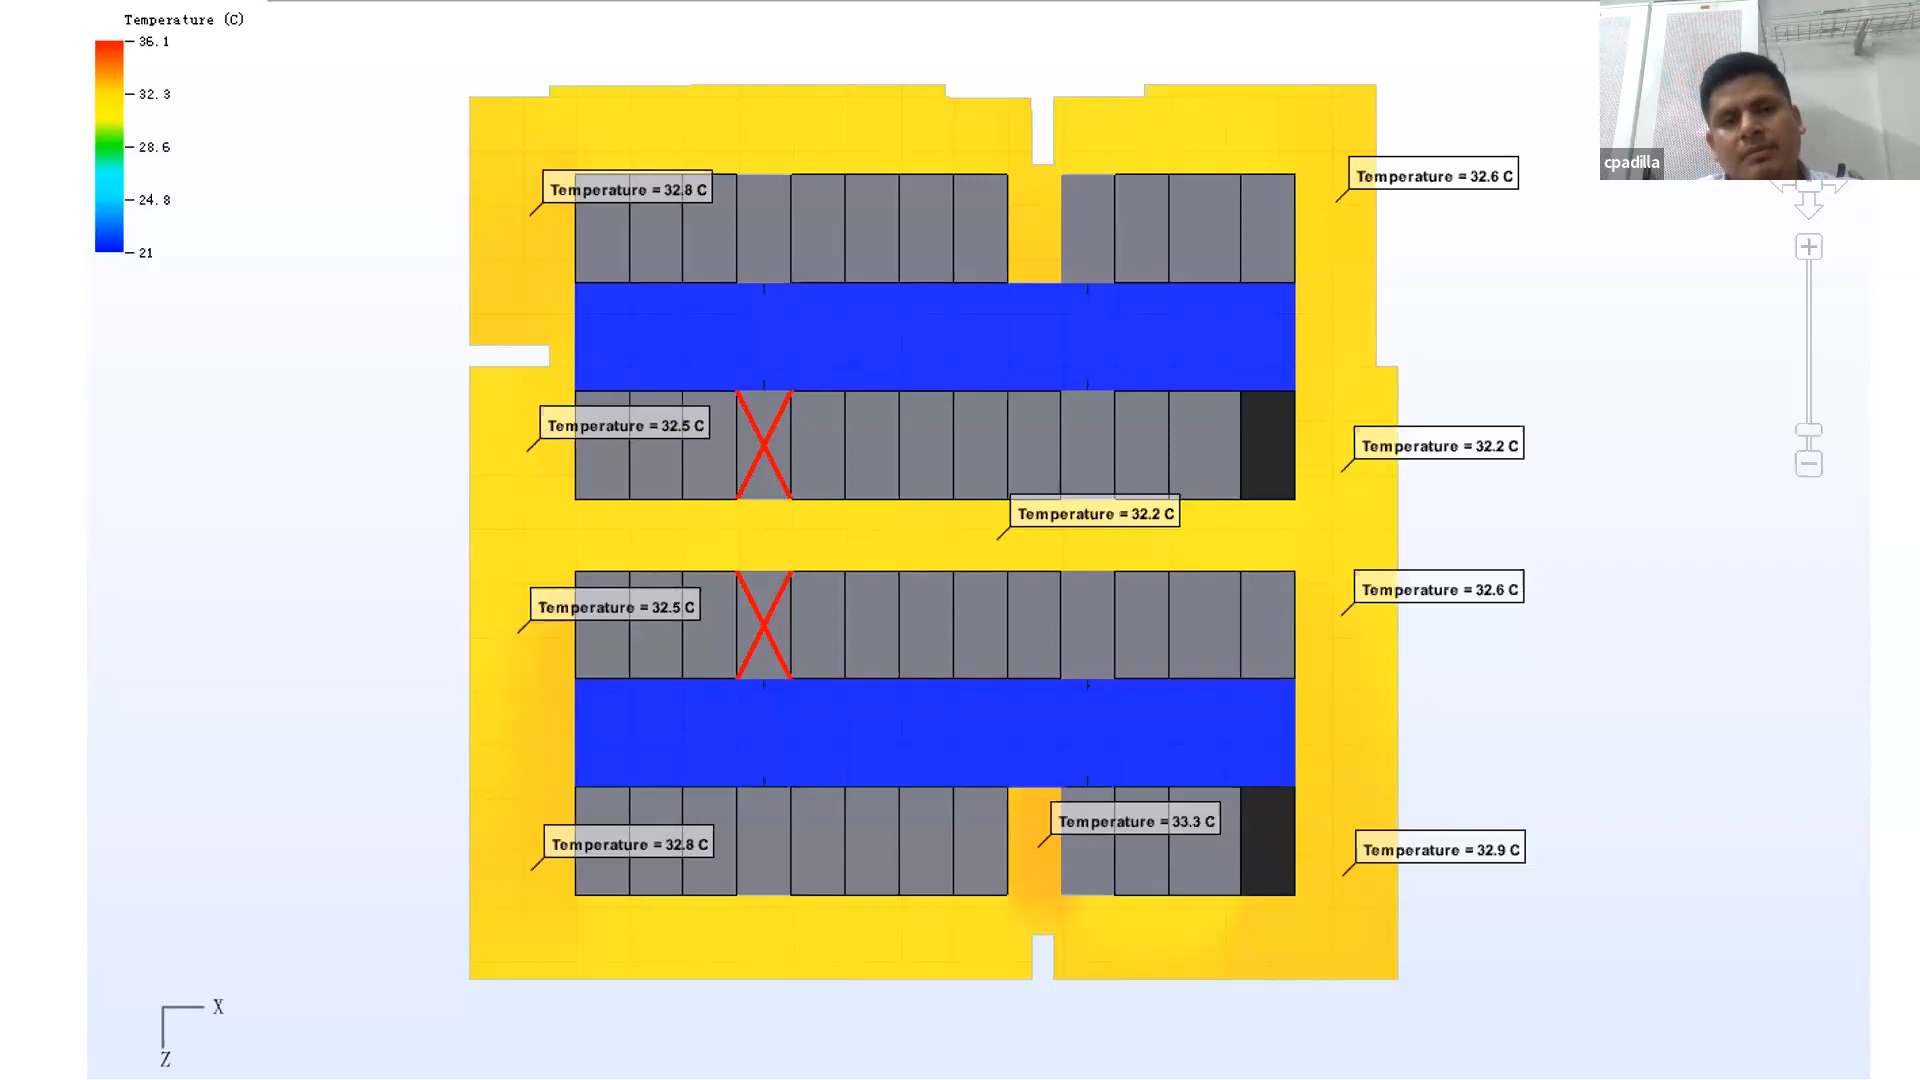 Temperature (C)
36.1
32.3
28.6
24.8
21
cpadilla
Temperature = 32.8 C
Temperature = 32.6 C
Temperature = 32.5 C
Temperature = 32.2 C
Temperature = 32.2 C
Temperature = 32.5 C
Temperature = 32.6 C
Temperature = 33.3 C
Temperature = 32.8 C
Temperature = 32.9 C
X
Z